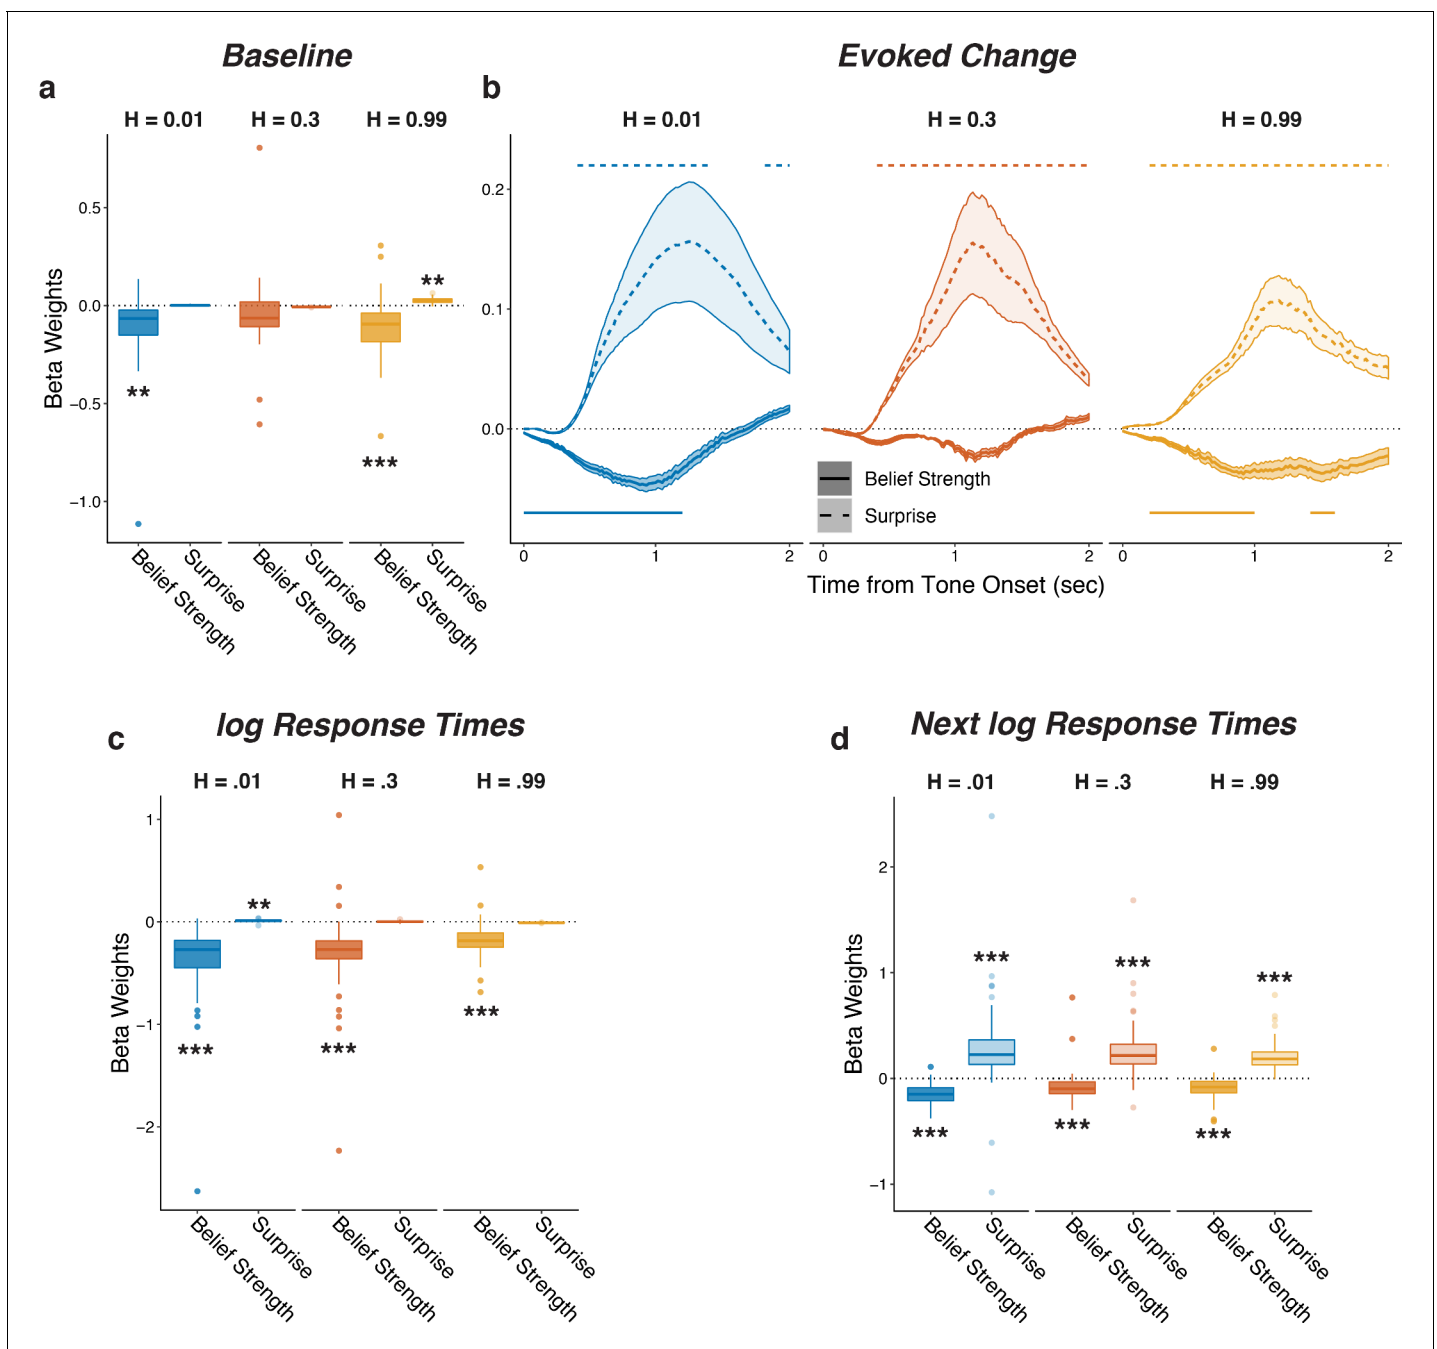 Baseline
Evoked Change
a
b
H = 0.01
H = 0.3
H = 0.99
H = 0.01
H = 0.3
H = 0.99
Beta Weights
0.5
0.0
−0.5
−1.0
**
***
**
0.2
0.1
0.0
Belief Strength
Surprise
0
1
2
0
1
2
0
1
2
Time from Tone Onset (sec)
Belief Strength
Surprise
Belief Strength
Surprise
Belief Strength
Surprise
c
log Response Times
d
Next log Response Times
H = .01
H = .3
H = .99
H = .01
H = .3
H = .99
Beta Weights
1
0
−1
−2
***
**
***
***
Belief Strength
Surprise
Belief Strength
Surprise
Belief Strength
Surprise
Beta Weights
2
1
0
−1
***
***
***
***
***
***
Belief Strength
Surprise
Belief Strength
Surprise
Belief Strength
Surprise